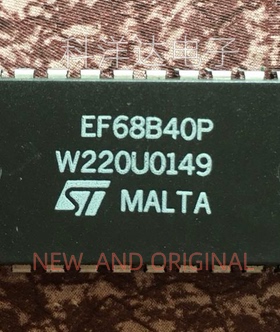 EF68B40P
W220U0149
ST MALTA
NEW AND ORIGINAL